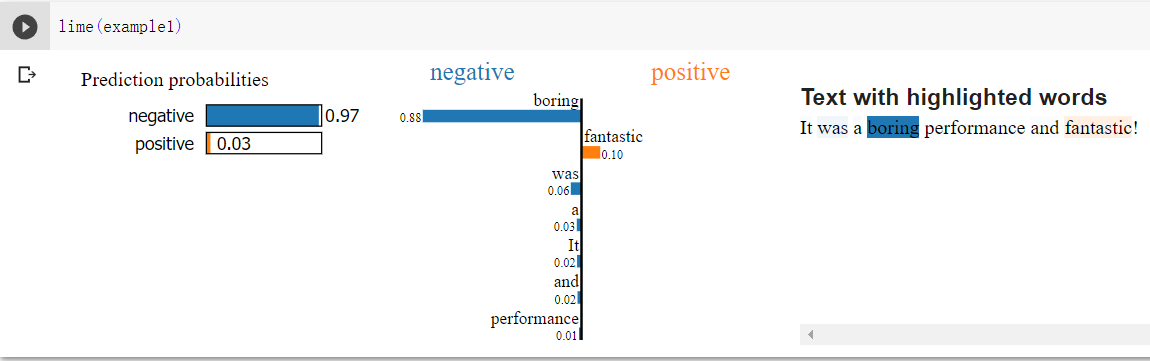 lime(example1)
Prediction probabilities
negative 0.97
positive 0.03
negative positive
boring
0.88
fantastic
0.10
was
0.06
a
0.03
It
0.02
and
0.02
performance
0.01
Text with highlighted words
It was a boring performance and fantastic!